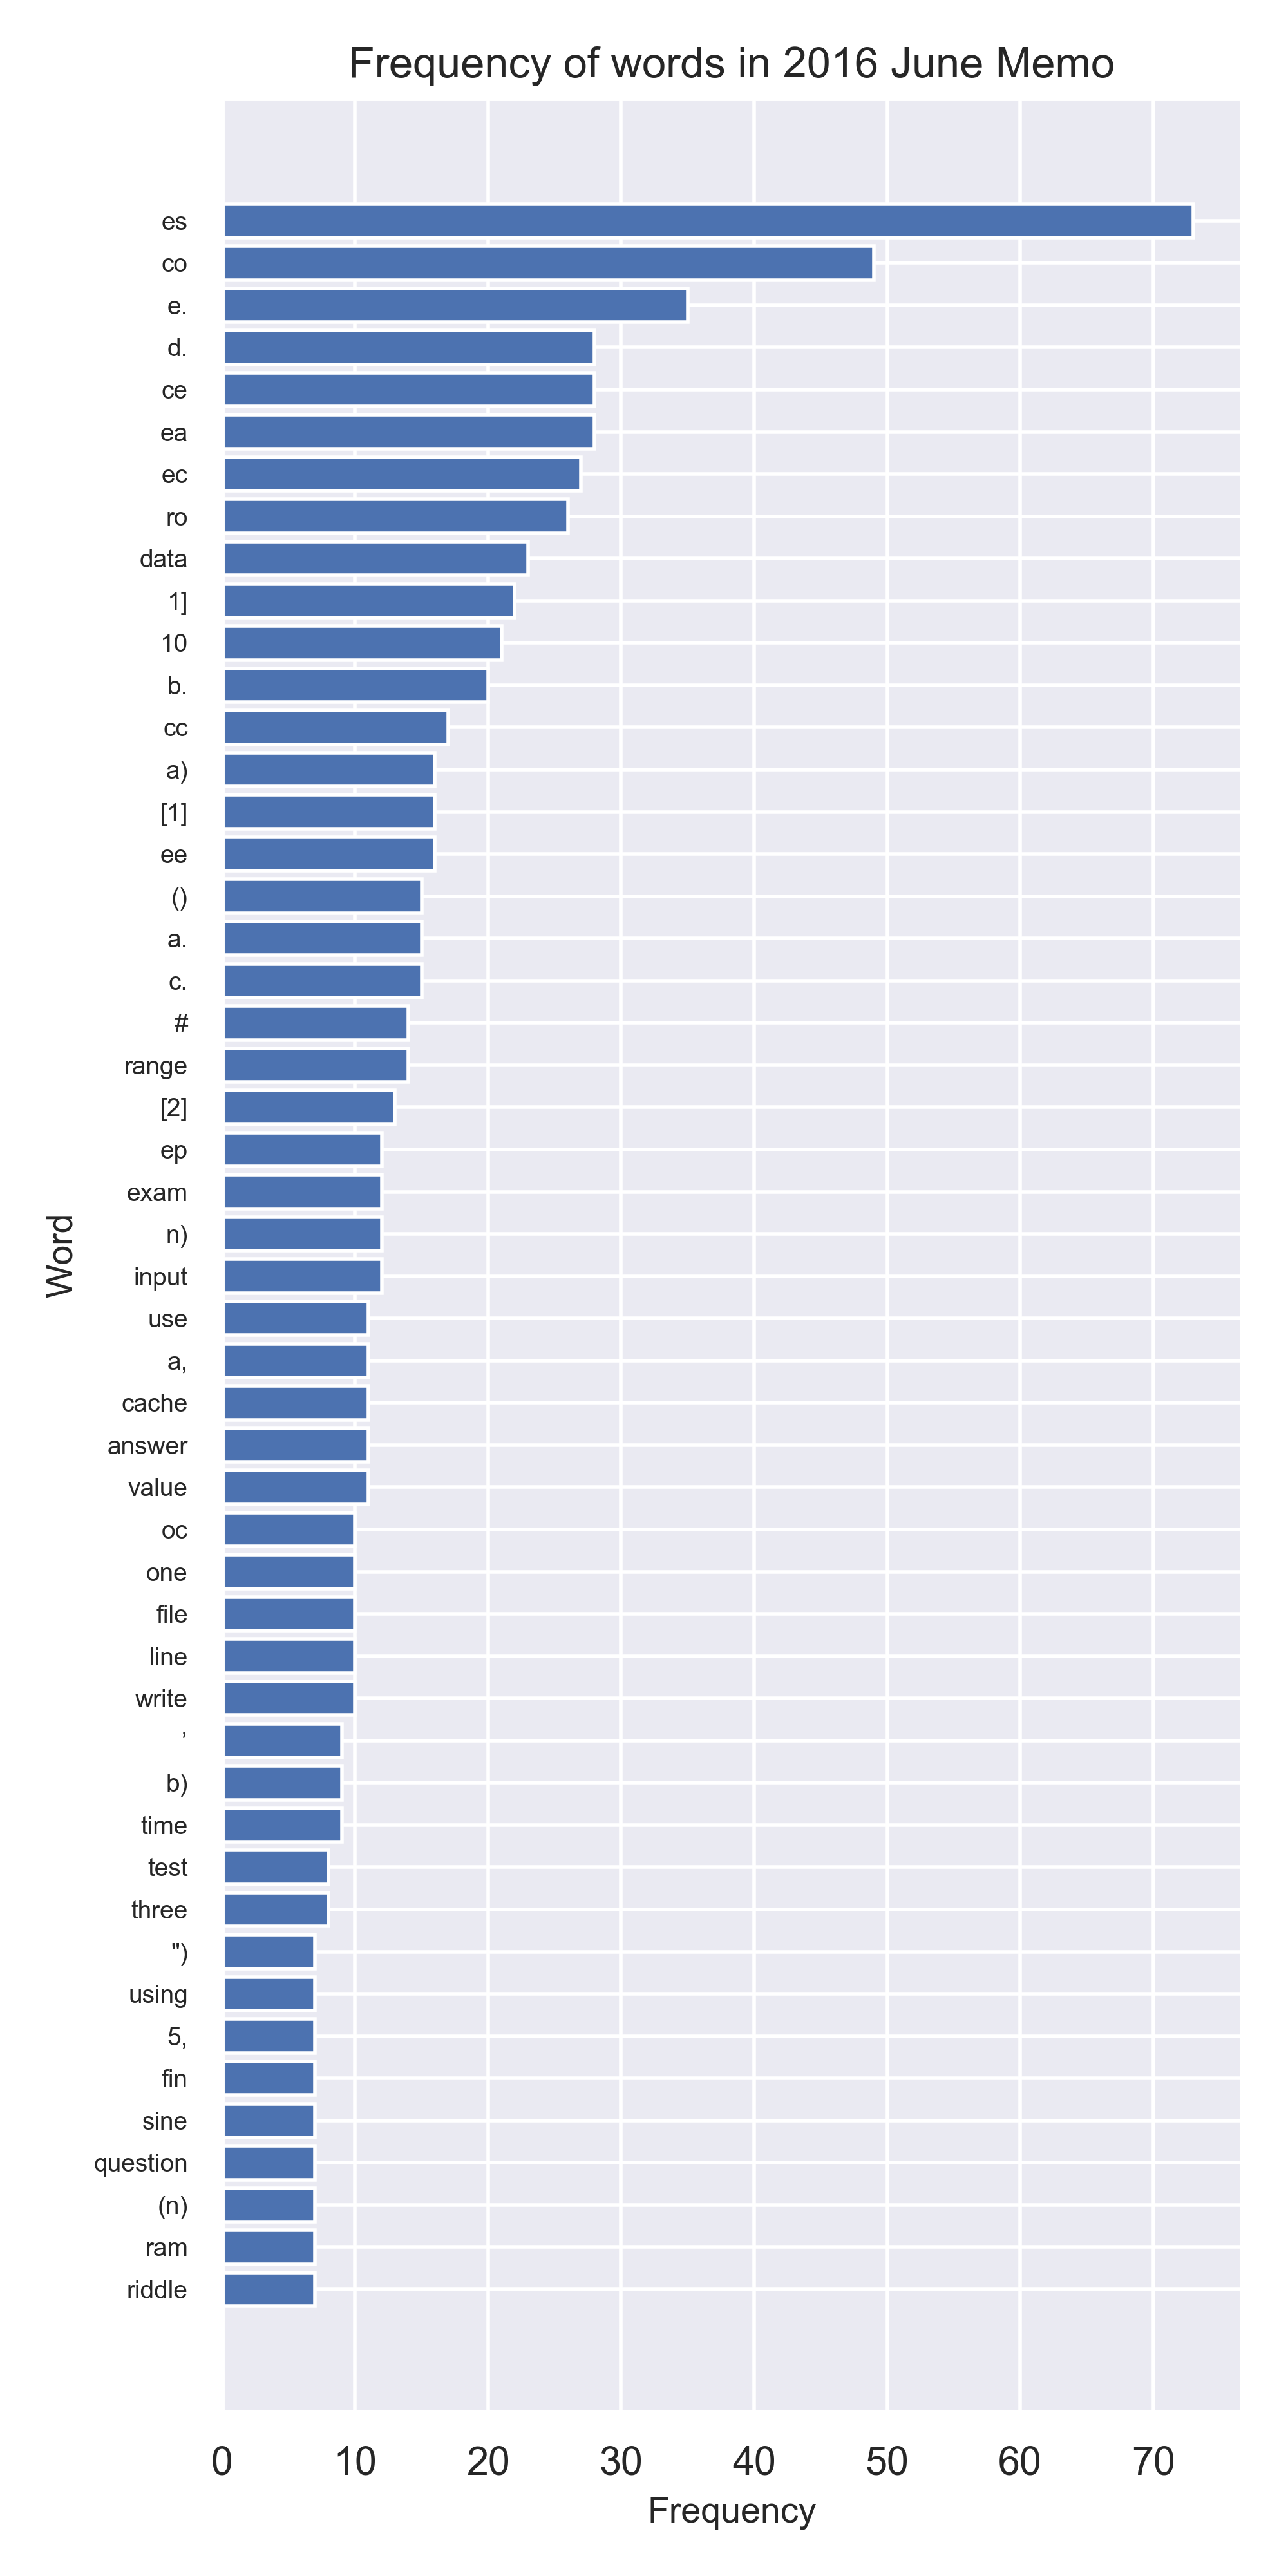 Frequency of words in 2016 June Memo
es
co
e.
d.
ce
ea
ec
ro
data
1]
10
b.
cc
a)
[1]
ee
()
a.
c.
#
range
[2]
ep
exam
n)
input
use
a,
cache
answer
value
oc
one
file
line
write
’
b)
time
test
three
")
using
5,
fin
sine
question
(n)
ram
riddle
Word
0 10 20 30 40 50 60 70
Frequency